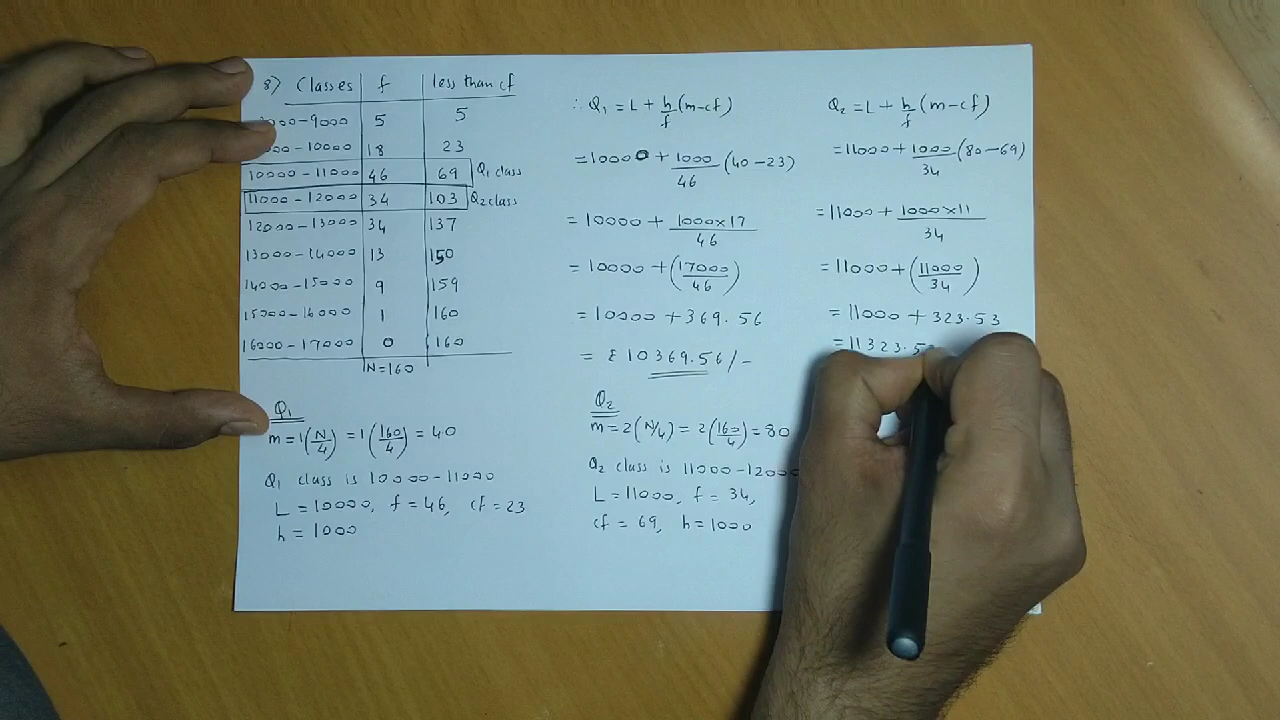 8) Classes f less than cf
000-9000 5 5
000-10000 18 23
10000-11000 46 69 Q1 class
11000-12000 34 103 Q2 class
12000-13000 34 137
13000-14000 13 150
14000-15000 9 159
15000-16000 1 160
16000-17000 0 160
N=160
Q1
m=1(N/4)=1(160/4)=40
Q1 class is 10000-11000
L=10000, f=46, cf=23
h=1000
∴ Q1 = L + h/f (m-cf)
=10000 + 1000/46 (40-23)
= 10000 + 1000×17/46
= 10000 + (17000/46)
= 10000 + 369.56
= ₤ 10369.56/-
Q2
m=2(N/4)=2(160/4)=80
Q2 class is 11000-12000
L=11000, f=34,
cf=69, h=1000
Q2 = L + h/f (m-cf)
=11000 + 1000/34 (80-69)
=11000 + 1000×11/34
=11000 + (11000/34)
=11000 + 323.53
=11323.5